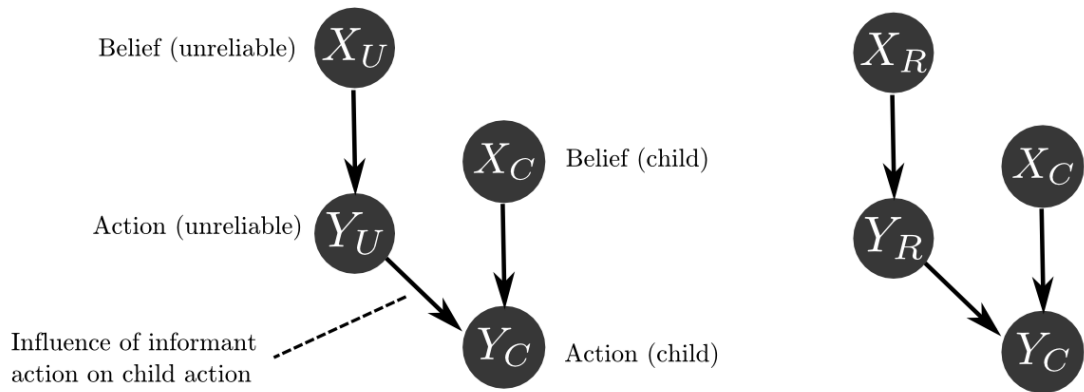 Belief (unreliable)
X_U
X_R
X_C
Belief (child)
X_C
Action (unreliable)
Y_U
Y_R
Influence of informant
action on child action
Y_C
Action (child)
Y_C